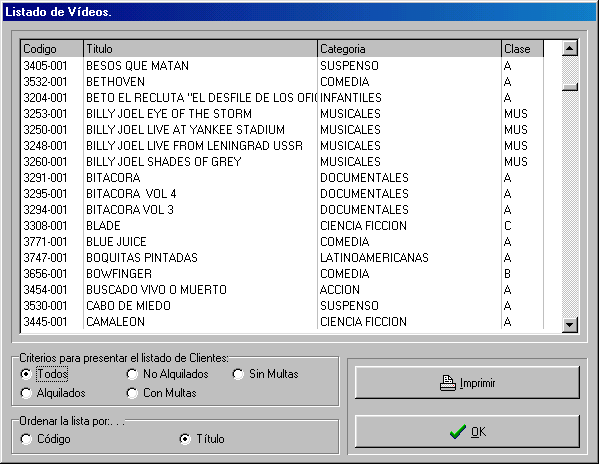 Listado de Vídeos.
Codigo Titulo Categoria Clase
3405-001 BESOS QUE MATAN SUSPENSO A
3532-001 BETHOVEN COMEDIA A
3204-001 BETO EL RECLUTA "EL DESFILE DE LOS OFI INFANTILES A
3253-001 BILLY JOEL EYE OF THE STORM MUSICALES MUS
3250-001 BILLY JOEL LIVE AT YANKEE STADIUM MUSICALES MUS
3248-001 BILLY JOEL LIVE FROM LENINGRAD USSR MUSICALES MUS
3260-001 BILLY JOEL SHADES OF GREY MUSICALES MUS
3291-001 BITACORA DOCUMENTALES A
3295-001 BITACORA VOL 4 DOCUMENTALES A
3294-001 BITACORA VOL 3 DOCUMENTALES A
3308-001 BLADE CIENCIA FICCION C
3771-001 BLUE JUICE COMEDIA A
3747-001 BOQUITAS PINTADAS LATINOAMERICANAS A
3656-001 BOWFINGER COMEDIA B
3454-001 BUSCADO VIVO O MUERTO ACCION A
3530-001 CABO DE MIEDO SUSPENSO A
3445-001 CAMALEON CIENCIA FICCION A
Criterios para presentar el listado de Clientes:
Todos No Alquilados Sin Multas
Alquilados Con Multas
Imprimir
Ordenar la lista por:. . .
Código Título
OK